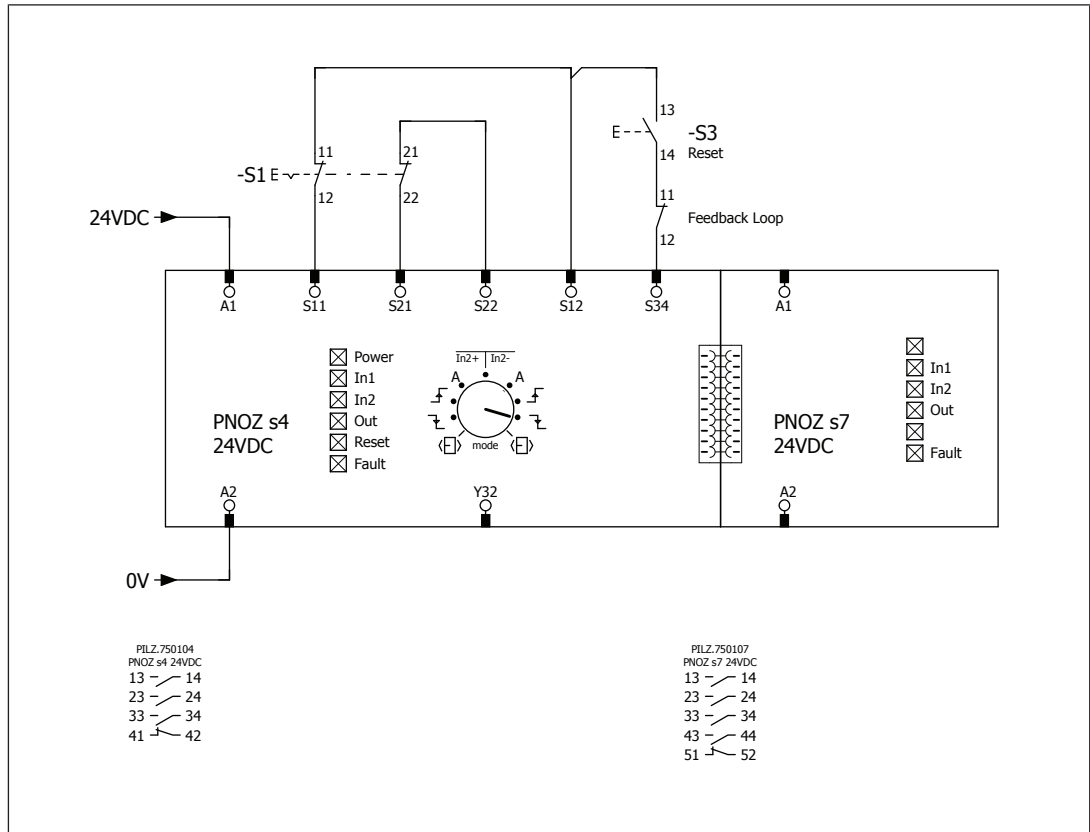 13
-S3
14 Reset
11
21
-S1
12
22
11
Feedback Loop
12
24VDC
A1
S11
S21
S22
S12
S34
A1
In2+ In2-
A A
mode
Power
In1
In2
Out
Reset
Fault
PNOZ s4
24VDC
In1
In2
Out
Fault
PNOZ s7
24VDC
A2
Y32
A2
0V
PILZ.750104
PNOZ s4 24VDC
13 14
23 24
33 34
41 42
PILZ.750107
PNOZ s7 24VDC
13 14
23 24
33 34
43 44
51 52